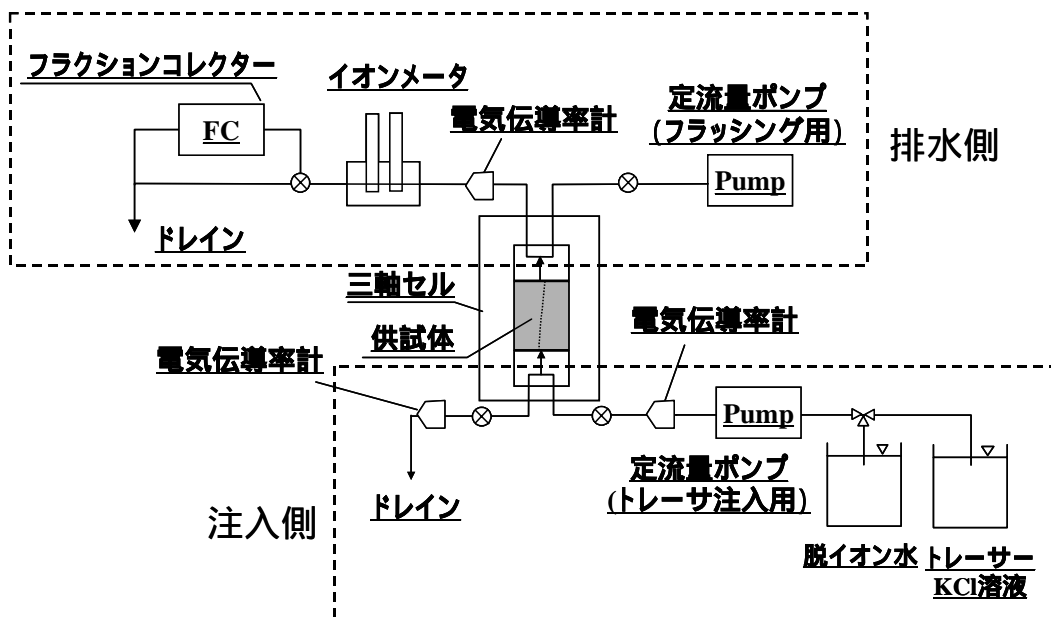 フラクションコレクター
イオンメータ
電気伝導率計
定流量ポンプ
(フラッシング用)
排水側
FC
Pump
ドレイン
三軸セル
供試体
電気伝導率計
電気伝導率計
Pump
定流量ポンプ
(トレーサ注入用)
ドレイン
注入側
脱イオン水
トレーサー
KCl溶液